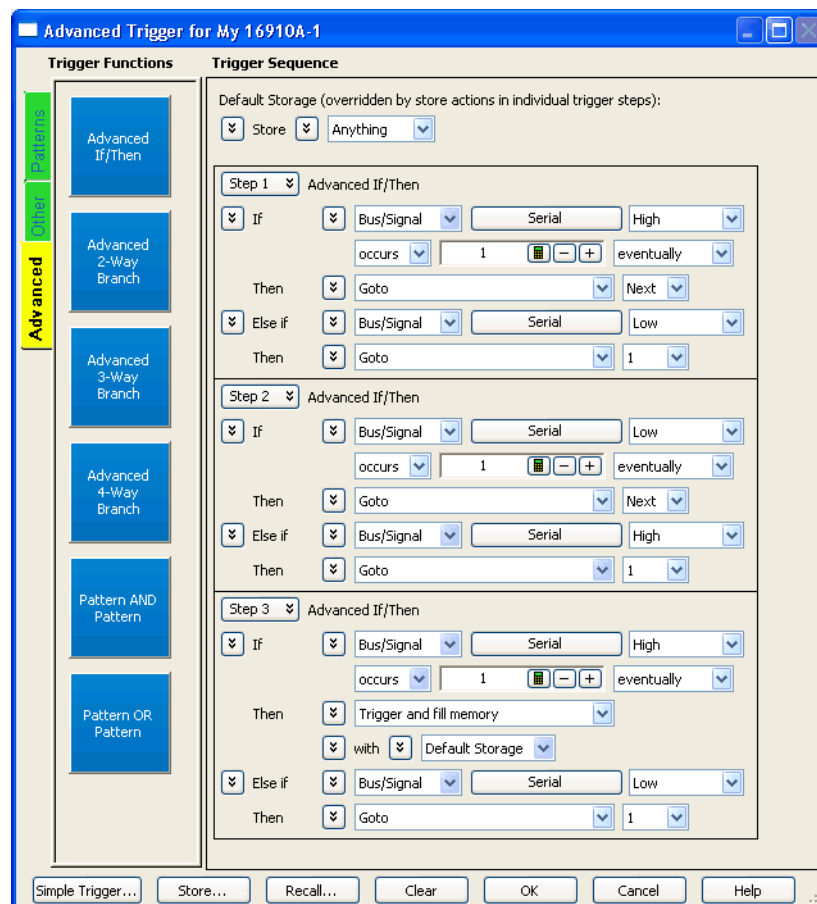 Advanced Trigger for My 16910A-1
Trigger Functions
Trigger Sequence
Patterns
Other
Advanced
Advanced
If/Then
Advanced
2-Way
Branch
Advanced
3-Way
Branch
Advanced
4-Way
Branch
Pattern AND
Pattern
Pattern OR
Pattern
Default Storage (overridden by store actions in individual trigger steps):
Store Anything
Step 1 Advanced If/Then
If Bus/Signal Serial High
occurs 1 − + eventually
Then Goto Next
Else if Bus/Signal Serial Low
Then Goto 1
Step 2 Advanced If/Then
If Bus/Signal Serial Low
occurs 1 − + eventually
Then Goto Next
Else if Bus/Signal Serial High
Then Goto 1
Step 3 Advanced If/Then
If Bus/Signal Serial High
occurs 1 − + eventually
Then Trigger and fill memory
with Default Storage
Else if Bus/Signal Serial Low
Then Goto 1
Simple Trigger... Store... Recall... Clear OK Cancel Help